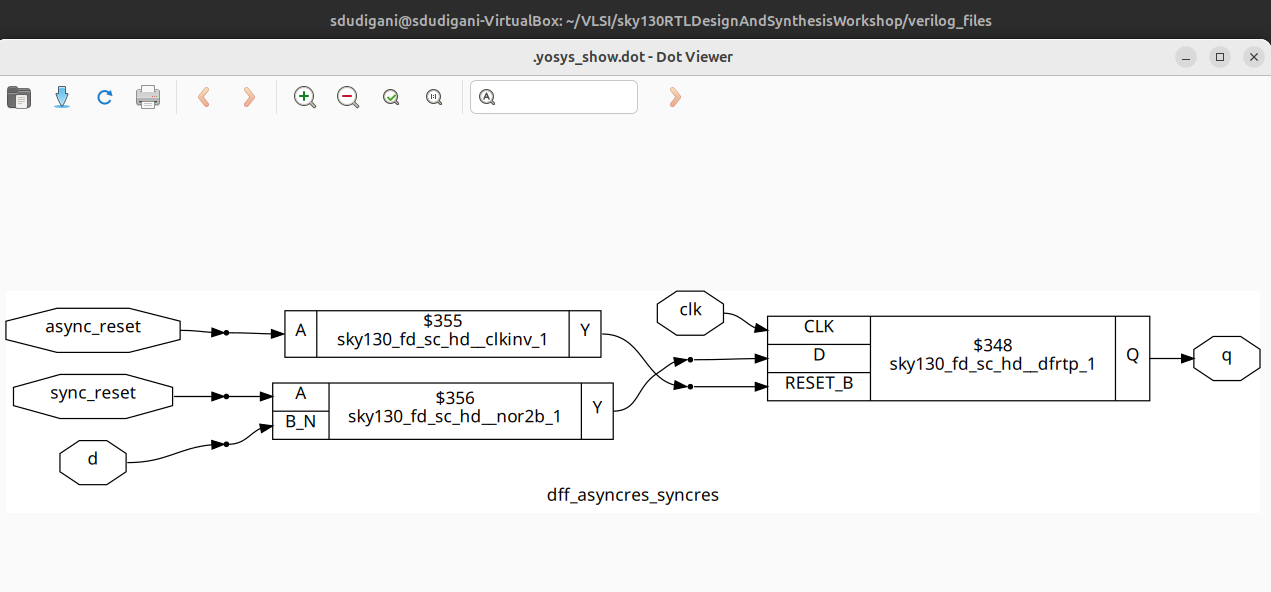 sdudigani@sdudigani-VirtualBox: ~/VLSI/sky130RTLDesignAndSynthesisWorkshop/verilog_files
.yosys_show.dot - Dot Viewer
async_reset
A
$355
sky130_fd_sc_hd__clkinv_1
Y
sync_reset
d
A
B_N
$356
sky130_fd_sc_hd__nor2b_1
Y
clk
CLK
D
RESET_B
$348
sky130_fd_sc_hd__dfrtp_1
Q
q
dff_asyncres_syncres